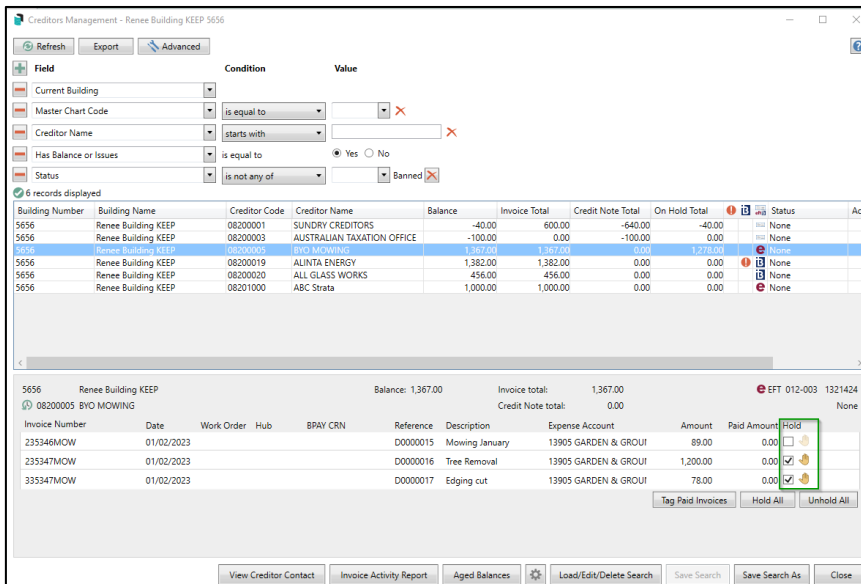 Creditors Management - Renee Building KEEP 5656
Refresh Export Advanced
Field Condition Value
Current Building
Master Chart Code is equal to
Creditor Name starts with
Has Balance or Issues is equal to Yes No
Status is not any of Banned
6 records displayed
Building Number Building Name Creditor Code Creditor Name Balance Invoice Total Credit Note Total On Hold Total Status Ac
5656 Renee Building KEEP 08200001 SUNDRY CREDITORS -40.00 600.00 -640.00 -40.00 None
5656 Renee Building KEEP 08200003 AUSTRALIAN TAXATION OFFICE -100.00 0.00 -100.00 0.00 None
5656 Renee Building KEEP 08200005 BYO MOWING 1,367.00 1,367.00 0.00 1,278.00 None
5656 Renee Building KEEP 08200019 ALINTA ENERGY 1,382.00 1,382.00 0.00 0.00 None
5656 Renee Building KEEP 08200020 ALL GLASS WORKS 456.00 456.00 0.00 0.00 None
5656 Renee Building KEEP 08201000 ABC Strata 1,000.00 1,000.00 0.00 0.00 None
5656 Renee Building KEEP Balance: 1,367.00 Invoice total: 1,367.00 EFT 012-003 1321424
08200005 BYO MOWING Credit Note total: 0.00 None
Invoice Number Date Work Order Hub BPAY CRN Reference Description Expense Account Amount Paid Amount Hold
235346MOW 01/02/2023 D0000015 Mowing January 13905 GARDEN & GROUI 89.00 0.00
235347MOW 01/02/2023 D0000016 Tree Removal 13905 GARDEN & GROUI 1,200.00 0.00
335347MOW 01/02/2023 D0000017 Edging cut 13905 GARDEN & GROUI 78.00 0.00
Tag Paid Invoices Hold All Unhold All
View Creditor Contact Invoice Activity Report Aged Balances Load/Edit/Delete Search Save Search Save Search As Close